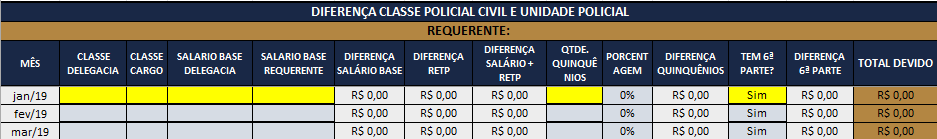 DIFERENÇA CLASSE POLICIAL CIVIL E UNIDADE POLICIAL
REQUERENTE:
MÊS CLASSE DELEGACIA CLASSE CARGO SALARIO BASE DELEGACIA SALARIO BASE REQUERENTE DIFERENÇA SALÁRIO BASE DIFERENÇA RETP DIFERENÇA SALÁRIO + RETP QTDE. QUINQUÊNIOS PORCENTAGEM DIFERENÇA QUINQUÊNIOS TEM 6ª PARTE? DIFERENÇA 6ª PARTE TOTAL DEVIDO
jan/19 R$ 0,00 R$ 0,00 R$ 0,00 0% R$ 0,00 Sim R$ 0,00 R$ 0,00
fev/19 R$ 0,00 R$ 0,00 R$ 0,00 0% R$ 0,00 Sim R$ 0,00 R$ 0,00
mar/19 R$ 0,00 R$ 0,00 R$ 0,00 0% R$ 0,00 Sim R$ 0,00 R$ 0,00